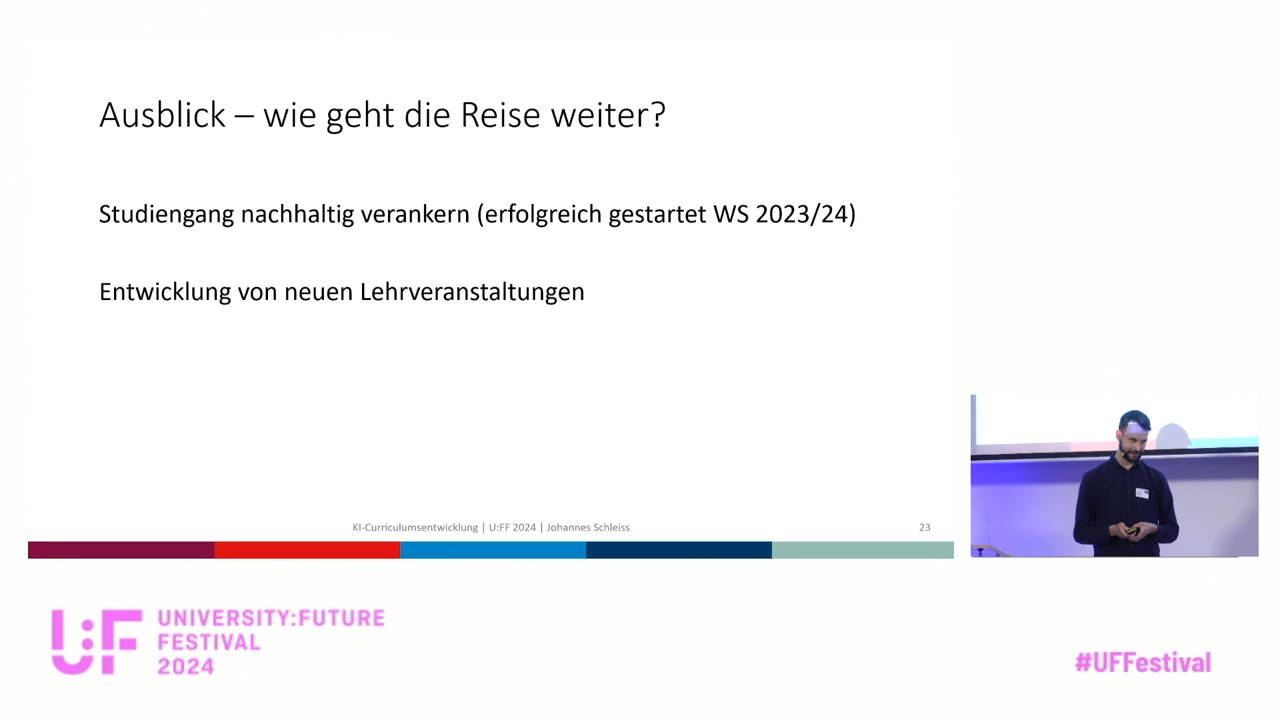 Ausblick – wie geht die Reise weiter?
Studiengang nachhaltig verankern (erfolgreich gestartet WS 2023/24)
Entwicklung von neuen Lehrveranstaltungen
KI-Curriculumsentwicklung | U:FF 2024 | Johannes Schleiss
23
U:F
UNIVERSITY:FUTURE
FESTIVAL
2024
#UFFestival